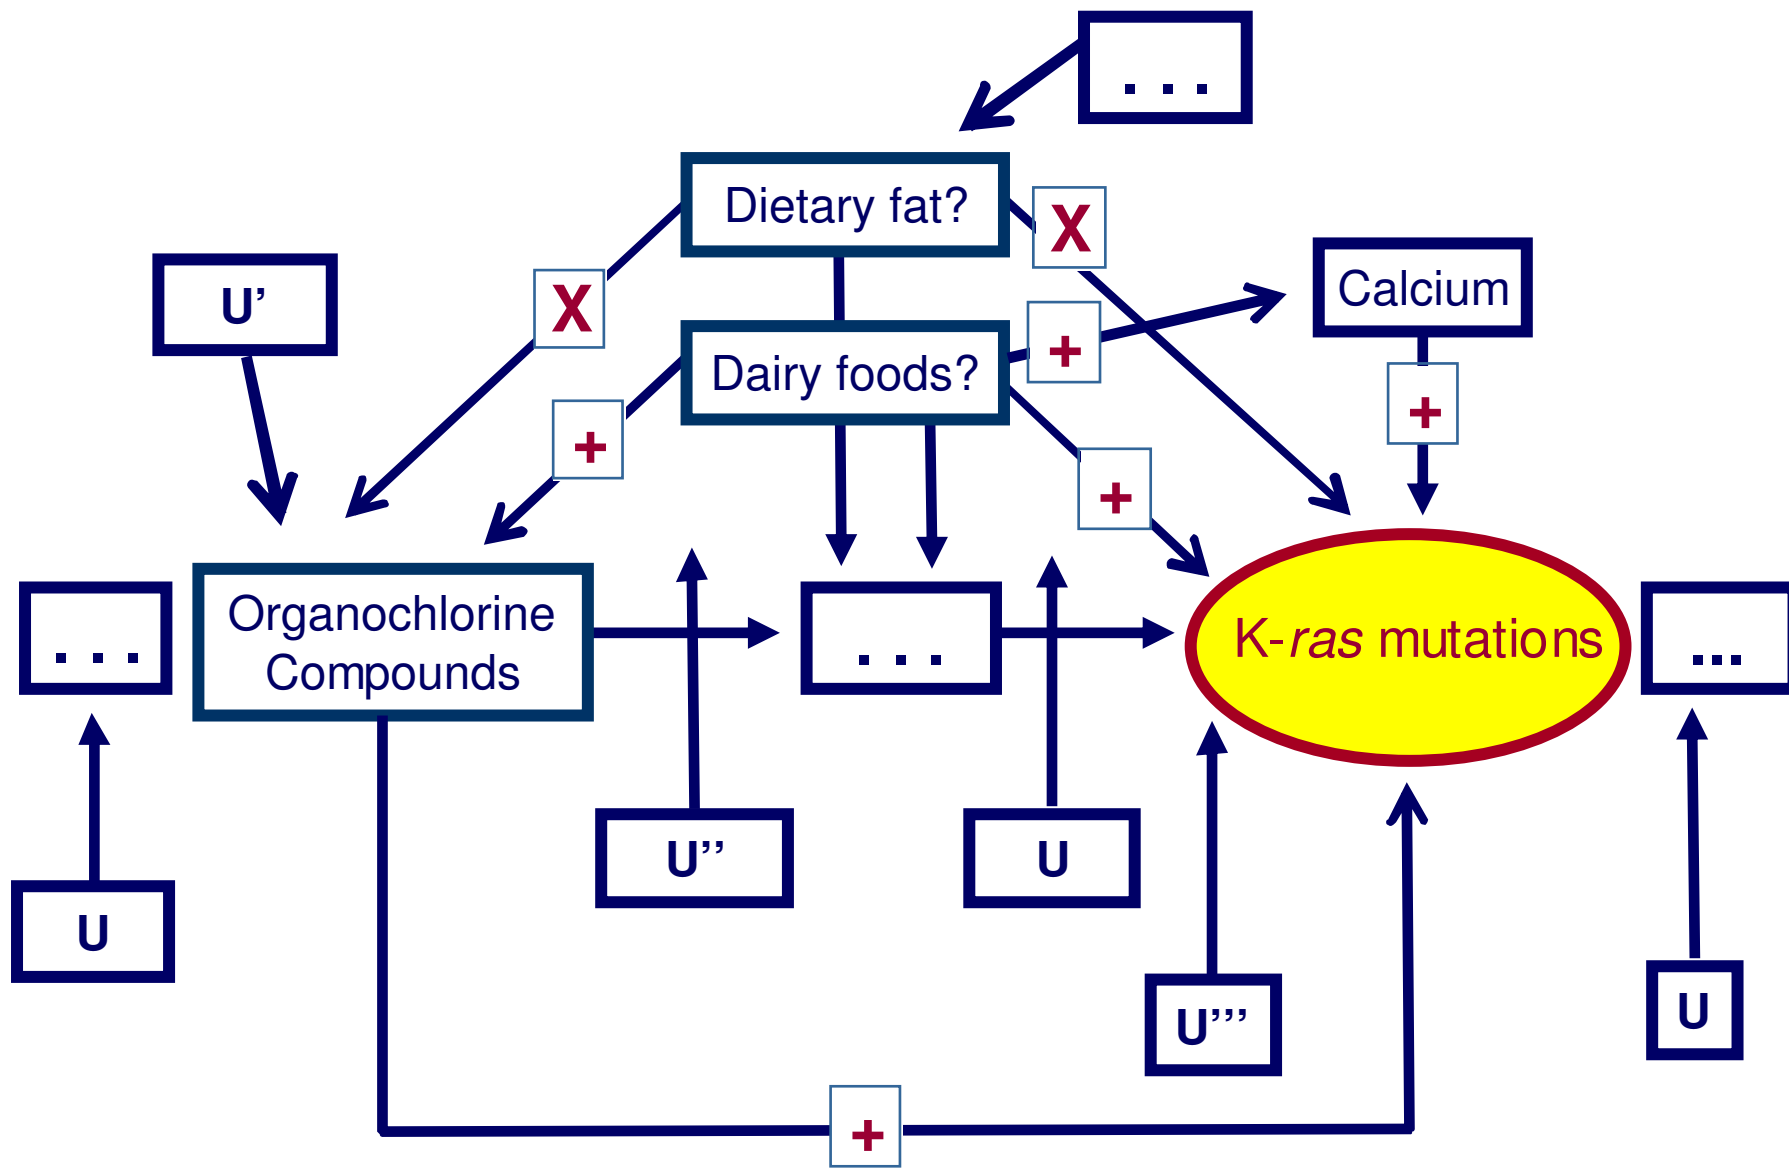 . . .
Dietary fat?
X
X
U’
Calcium
+
Dairy foods?
+
+
+
Organochlorine
Compounds
. . .
. . .
K-ras mutations
...
U’’
U
U
U’’’
U
+